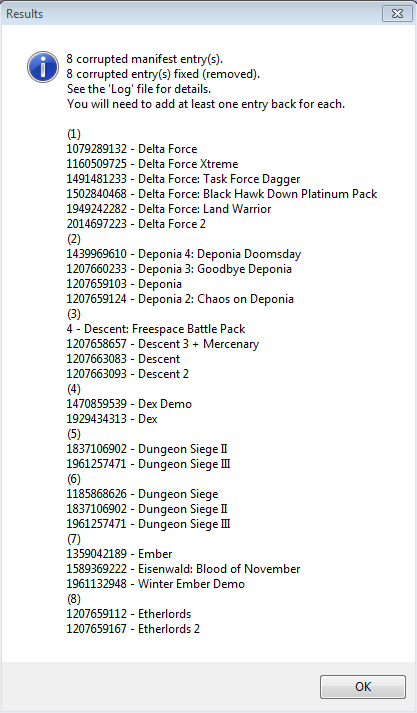 Results
8 corrupted manifest entry(s).
8 corrupted entry(s) fixed (removed).
See the 'Log' file for details.
You will need to add at least one entry back for each.
(1)
1079289132 - Delta Force
1160509725 - Delta Force Xtreme
1491481233 - Delta Force: Task Force Dagger
1502840468 - Delta Force: Black Hawk Down Platinum Pack
1949242282 - Delta Force: Land Warrior
2014697223 - Delta Force 2
(2)
1439969610 - Deponia 4: Deponia Doomsday
1207660233 - Deponia 3: Goodbye Deponia
1207659103 - Deponia
1207659124 - Deponia 2: Chaos on Deponia
(3)
4 - Descent: Freespace Battle Pack
1207658657 - Descent 3 + Mercenary
1207663083 - Descent
1207663093 - Descent 2
(4)
1470859539 - Dex Demo
1929434313 - Dex
(5)
1837106902 - Dungeon Siege II
1961257471 - Dungeon Siege III
(6)
1185868626 - Dungeon Siege
1837106902 - Dungeon Siege II
1961257471 - Dungeon Siege III
(7)
1359042189 - Ember
1589369222 - Eisenwald: Blood of November
1961132948 - Winter Ember Demo
(8)
1207659112 - Etherlords
1207659167 - Etherlords 2
OK